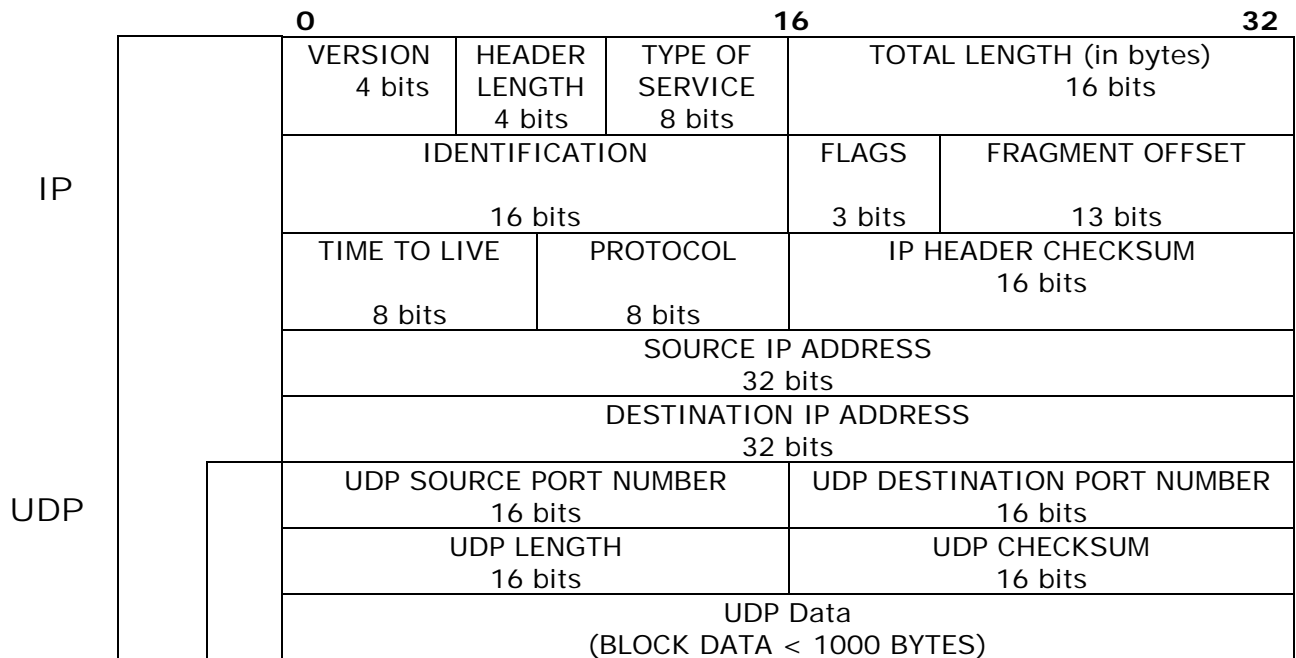 0 16 32
VERSION HEADER TYPE OF TOTAL LENGTH (in bytes)
4 bits LENGTH SERVICE 16 bits
4 bits 8 bits
IDENTIFICATION FLAGS FRAGMENT OFFSET
IP
16 bits 3 bits 13 bits
TIME TO LIVE PROTOCOL IP HEADER CHECKSUM
16 bits
8 bits 8 bits
SOURCE IP ADDRESS
32 bits
DESTINATION IP ADDRESS
32 bits
UDP SOURCE PORT NUMBER UDP DESTINATION PORT NUMBER
UDP 16 bits 16 bits
UDP LENGTH UDP CHECKSUM
16 bits 16 bits
UDP Data
(BLOCK DATA < 1000 BYTES)